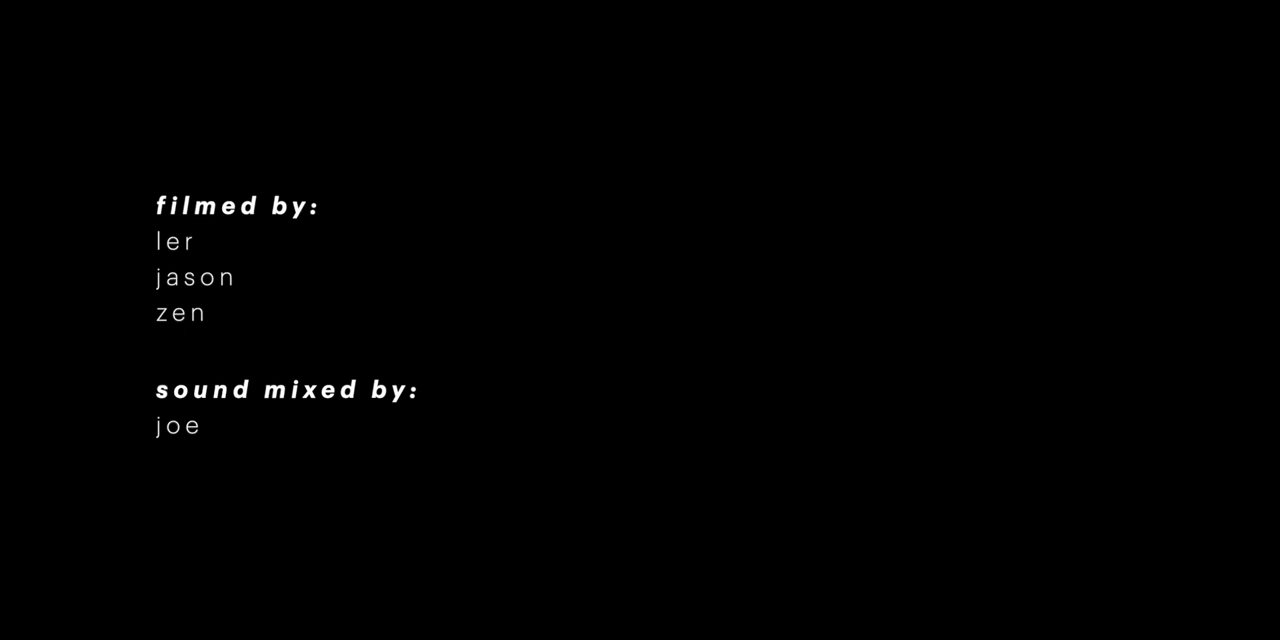 filmed by:
ler
jason
zen
sound mixed by:
joe